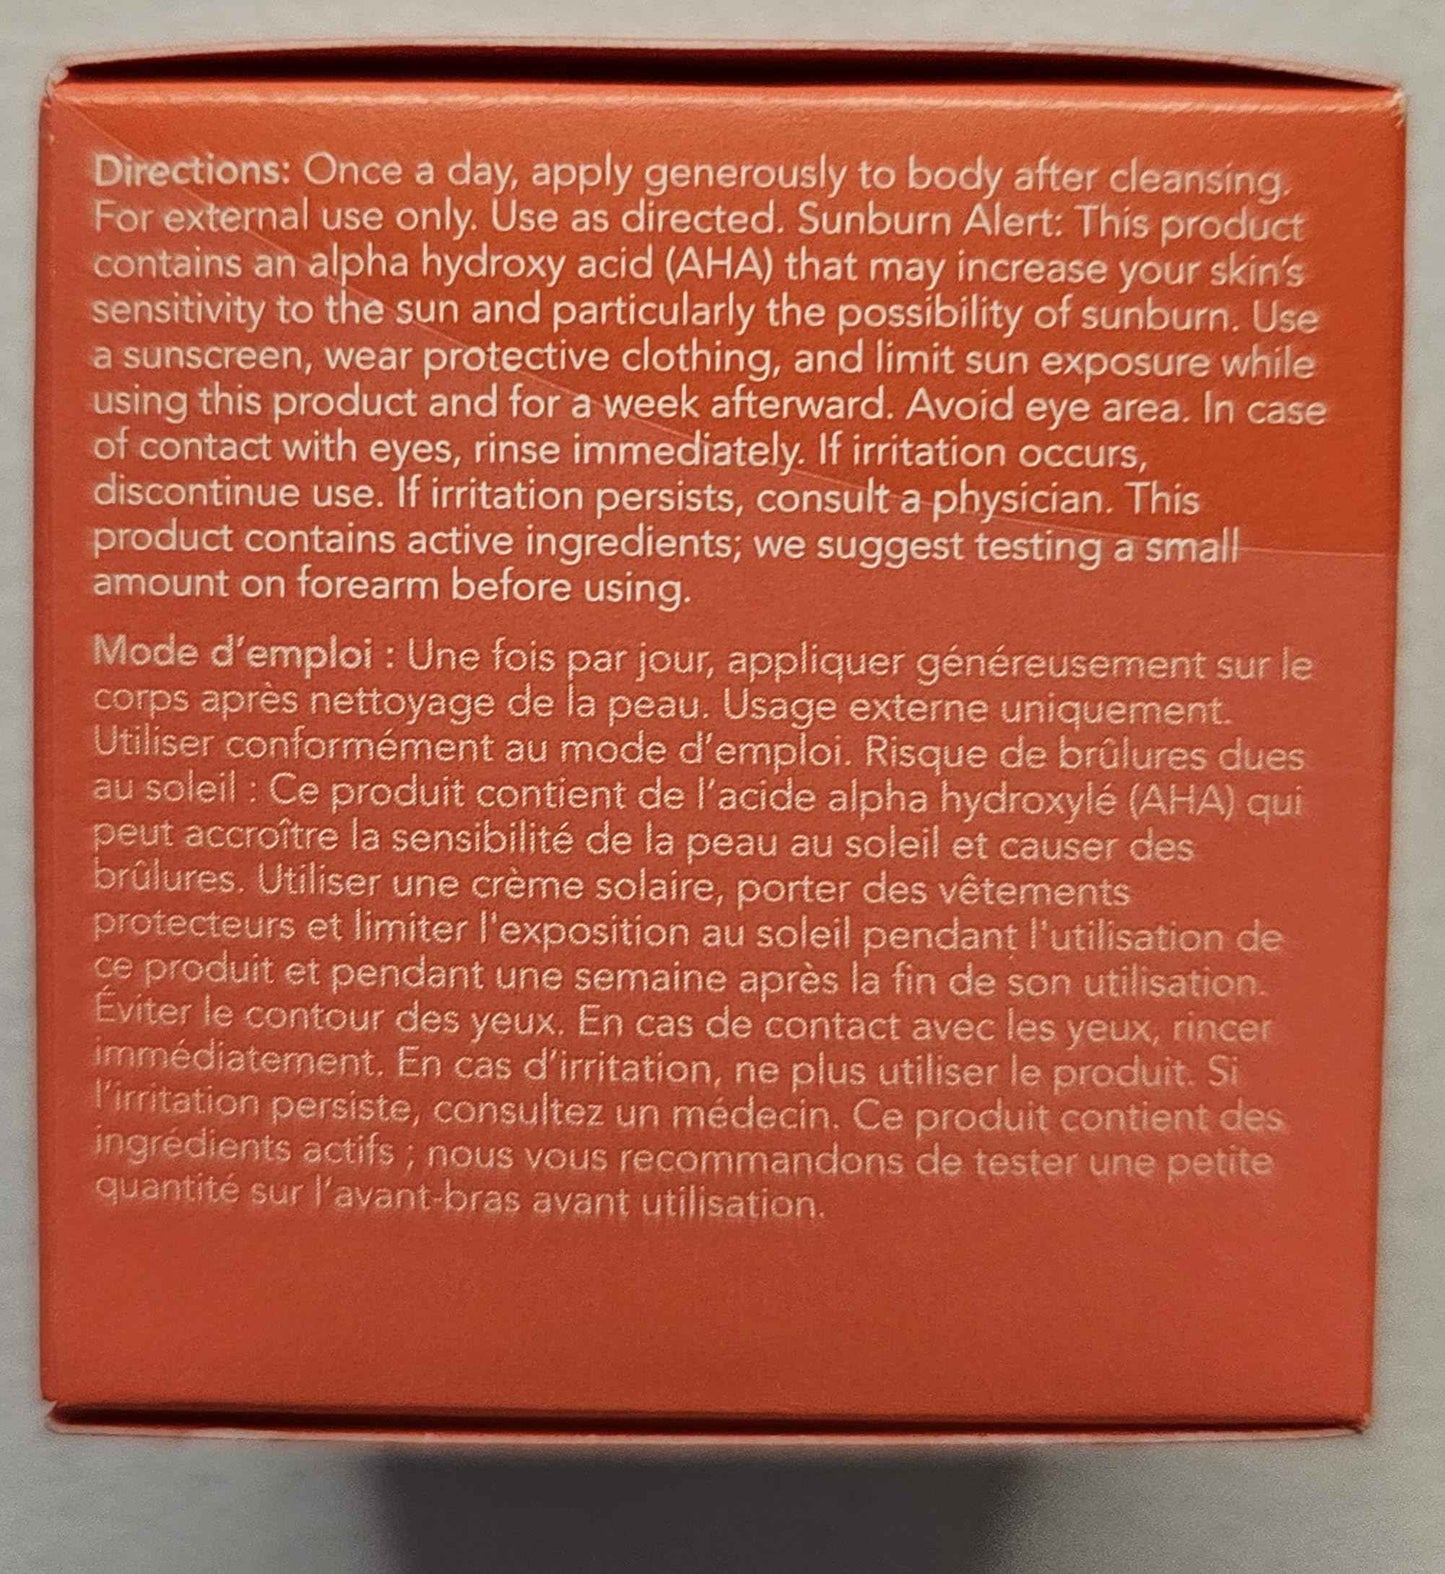 Directions: Once a day, apply generously to body after cleansing.
For external use only. Use as directed. Sunburn Alert: This product
contains an alpha hydroxy acid (AHA) that may increase your skin's
sensitivity to the sun and particularly the possibility of sunburn. Use
a sunscreen, wear protective clothing, and limit sun exposure while
using this product and for a week afterward. Avoid eye area. In case
of contact with eyes, rinse immediately. If irritation occurs,
discontinue use. If irritation persists, consult a physician. This
product contains active ingredients; we suggest testing a small
amount on forearm before using.
Mode d'emploi : Une fois par jour, appliquer généreusement sur le
corps après nettoyage de la peau. Usage externe uniquement.
Utiliser conformément au mode d'emploi. Risque de brûlures dues
au soleil : Ce produit contient de l'acide alpha hydroxylé (AHA) qui
peut accroître la sensibilité de la peau au soleil et causer des
brûlures. Utiliser une crème solaire, porter des vêtements
protecteurs et limiter l'exposition au soleil pendant l'utilisation de
ce produit et pendant une semaine après la fin de son utilisation.
Éviter le contour des yeux. En cas de contact avec les yeux, rincer
immédiatement. En cas d'irritation, ne plus utiliser le produit. Si
l'irritation persiste, consultez un médecin. Ce produit contient des
ingrédients actifs ; nous vous recommandons de tester une petite
quantité sur l'avant-bras avant utilisation.